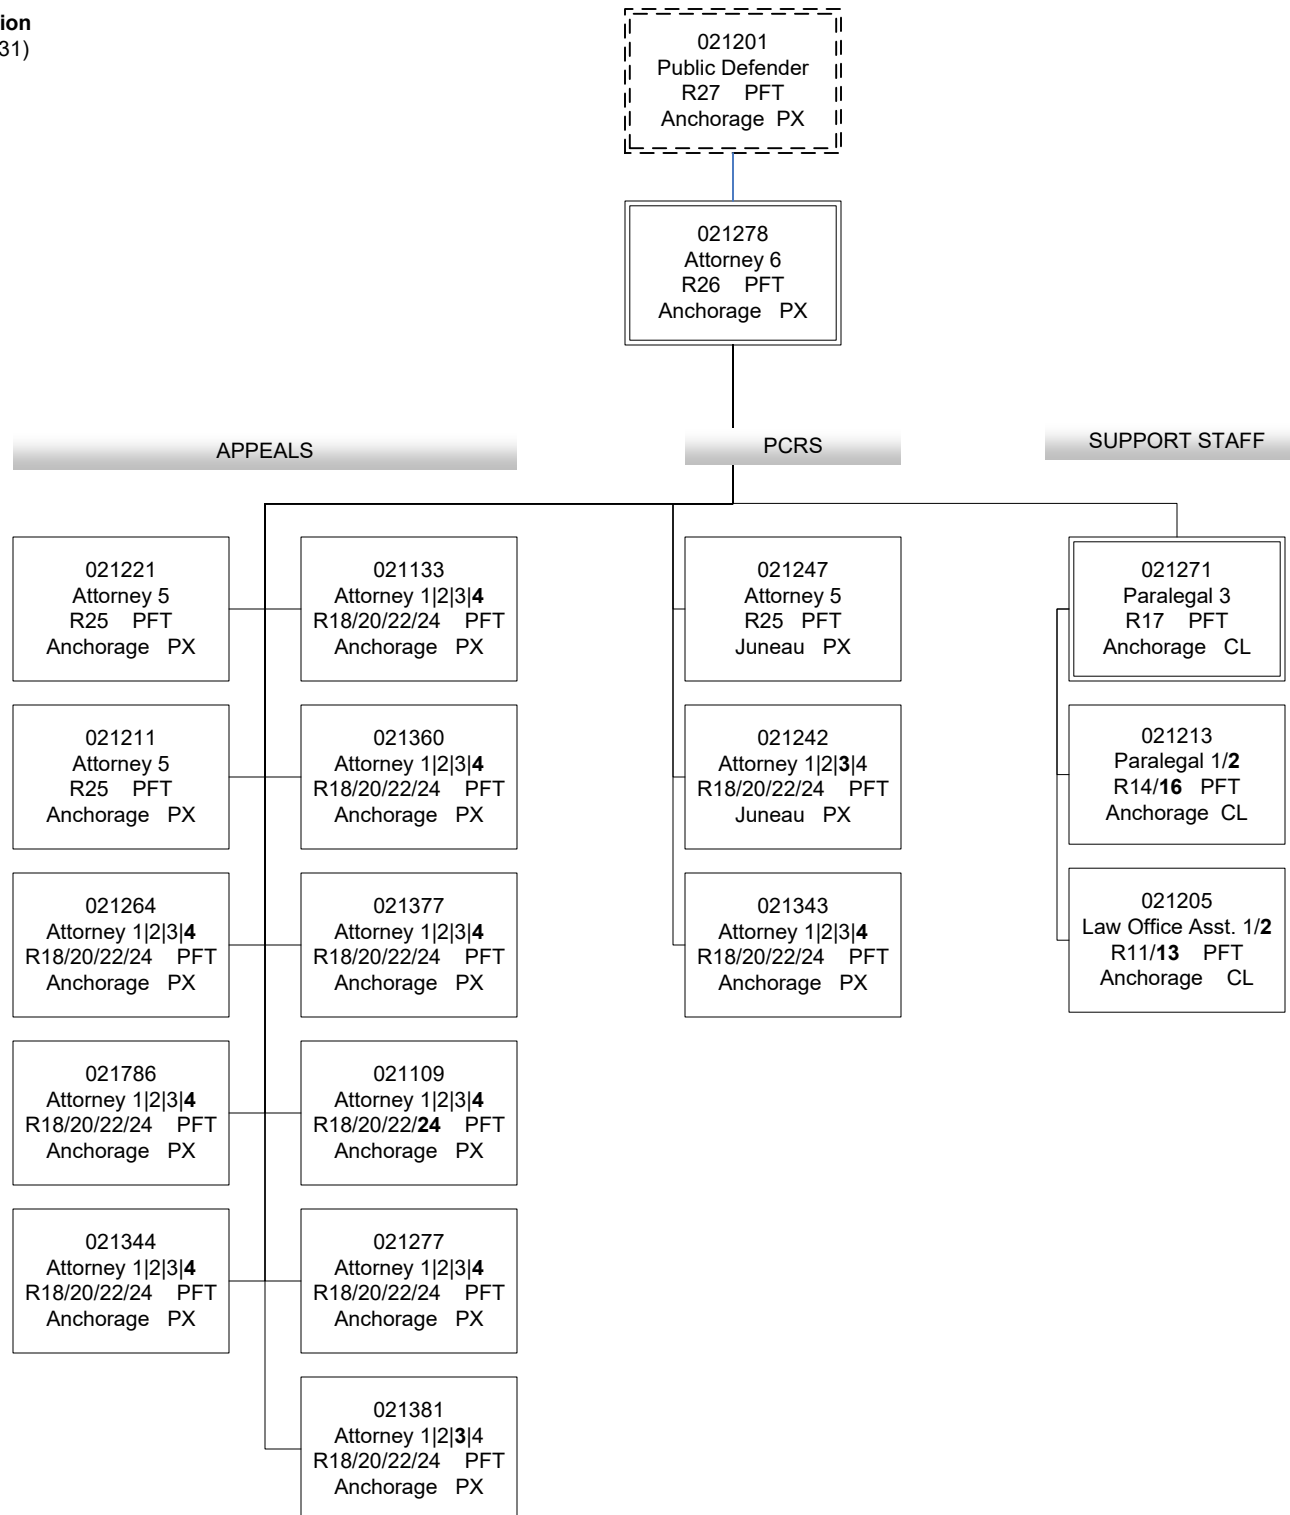 ion
31)
021201
Public Defender
R27 PFT
Anchorage PX
021278
Attorney 6
R26 PFT
Anchorage PX
APPEALS
PCRS
SUPPORT STAFF
021221
Attorney 5
R25 PFT
Anchorage PX
021133
Attorney 1|2|3|4
R18/20/22/24 PFT
Anchorage PX
021247
Attorney 5
R25 PFT
Juneau PX
021271
Paralegal 3
R17 PFT
Anchorage CL
021211
Attorney 5
R25 PFT
Anchorage PX
021360
Attorney 1|2|3|4
R18/20/22/24 PFT
Anchorage PX
021242
Attorney 1|2|3|4
R18/20/22/24 PFT
Juneau PX
021213
Paralegal 1/2
R14/16 PFT
Anchorage CL
021264
Attorney 1|2|3|4
R18/20/22/24 PFT
Anchorage PX
021377
Attorney 1|2|3|4
R18/20/22/24 PFT
Anchorage PX
021343
Attorney 1|2|3|4
R18/20/22/24 PFT
Anchorage PX
021205
Law Office Asst. 1/2
R11/13 PFT
Anchorage CL
021786
Attorney 1|2|3|4
R18/20/22/24 PFT
Anchorage PX
021109
Attorney 1|2|3|4
R18/20/22/24 PFT
Anchorage PX
021344
Attorney 1|2|3|4
R18/20/22/24 PFT
Anchorage PX
021277
Attorney 1|2|3|4
R18/20/22/24 PFT
Anchorage PX
021381
Attorney 1|2|3|4
R18/20/22/24 PFT
Anchorage PX